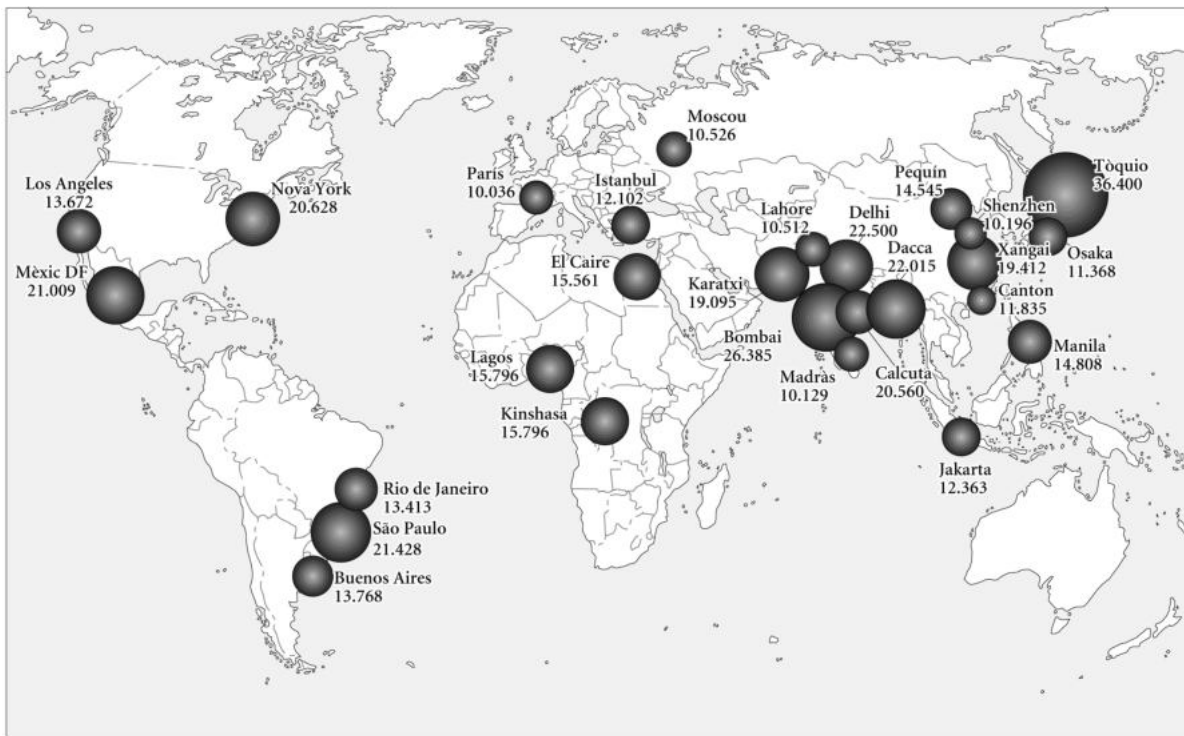 Moscou
10.526
Los Angeles
13.672
Nova York
20.628
París
10.036
Istanbul
12.102
Pequín
14.545
Tòquio
36.400
Mèxic DF
21.009
Lahore
10.512
Delhi
22.500
Shenzhen
10.196
El Caire
15.561
Karatxi
19.095
Dacca
22.015
Xangai
19.412
Osaka
11.368
Canton
11.835
Bombai
26.385
Manila
14.808
Lagos
15.796
Madràs
10.129
Calcuta
20.560
Kinshasa
15.796
Jakarta
12.363
Rio de Janeiro
13.413
São Paulo
21.428
Buenos Aires
13.768